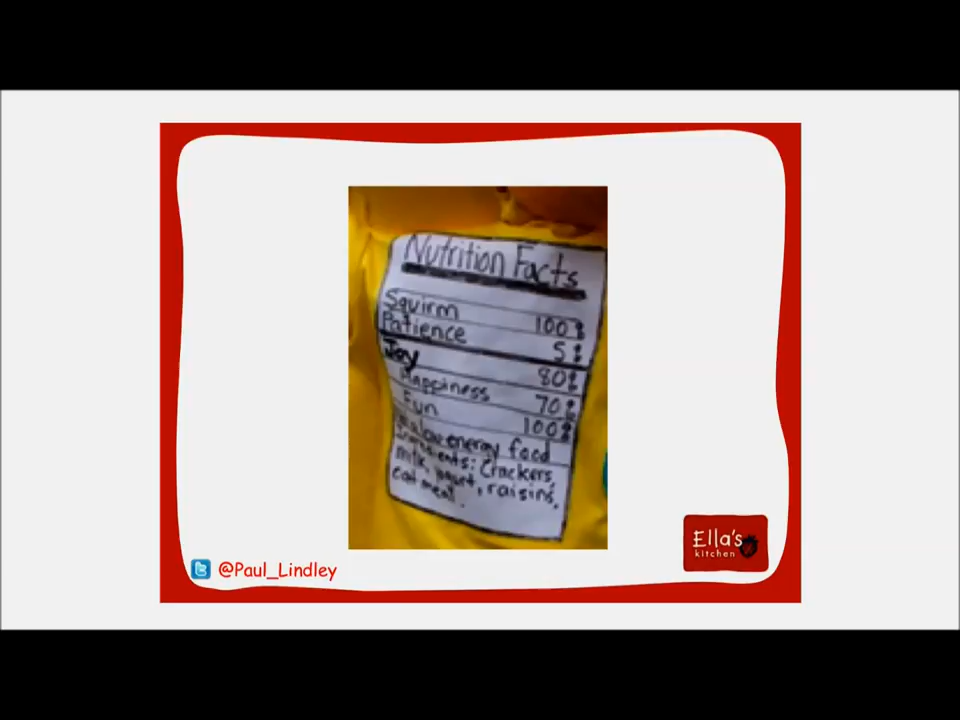 Nutrition Facts
Squirm 100%
Patience 5%
Joy 80%
Happiness 70%
Fun 100%
energy food
Ingredients: Crackers,
milk, yogurt, raisins,
oatmeal.
@Paul_Lindley
Ella's
kitchen